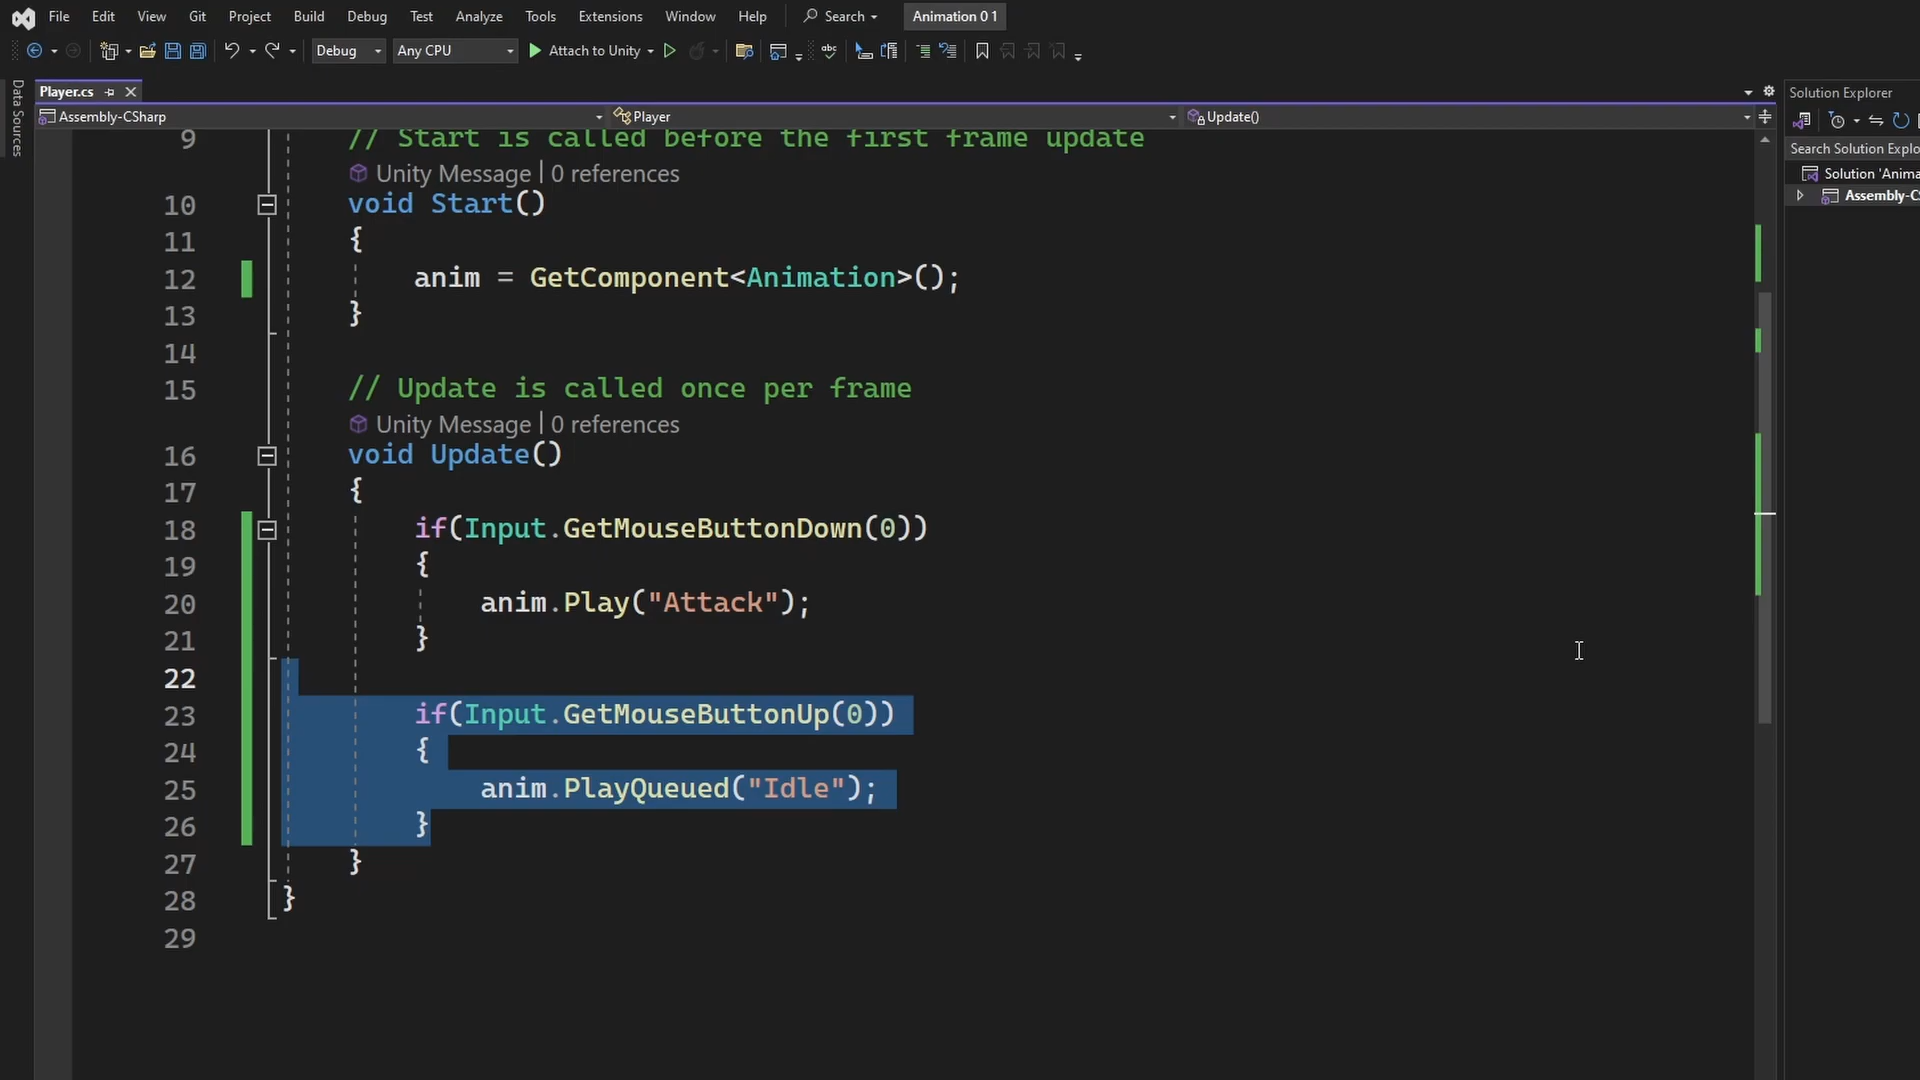 File Edit View Git Project Build Debug Test Analyze Tools Extensions Window Help Search Animation 0 1
Debug Any CPU Attach to Unity
Data Sources
Player.cs
Assembly-CSharp Player Update()
Solution Explorer
Search Solution Explo
Solution 'Anima
Assembly-CS
9 // Start is called before the first frame update
Unity Message | 0 references
10 void Start()
11 {
12 anim = GetComponent<Animation>();
13 }
14
15 // Update is called once per frame
Unity Message | 0 references
16 void Update()
17 {
18 if(Input.GetMouseButtonDown(0))
19 {
20 anim.Play("Attack");
21 }
22
23 if(Input.GetMouseButtonUp(0))
24 {
25 anim.PlayQueued("Idle");
26 }
27 }
28 }
29